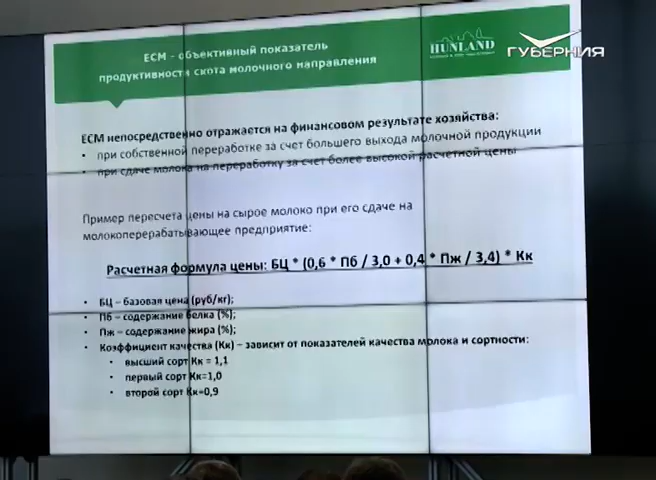 ЕСМ - объективный показатель
продуктивности скота молочного направления
HUNLAND
ГУБЕРНИЯ
ЕСМ непосредственно отражается на финансовом результате хозяйства:
• при собственной переработке за счет большего выхода молочной продукции
• при сдаче молока на переработку за счет более высокой расчетной цены
Пример пересчета цены на сырое молоко при его сдаче на
молокоперерабатывающее предприятие:
Расчетная формула цены: БЦ * (0,6 * Пб / 3,0 + 0,4 * Пж / 3,4) * Кк
• БЦ – базовая цена (руб/кг);
• Пб – содержание белка (%);
• Пж – содержание жира (%);
• Коэффициент качества (Кк) – зависит от показателей качества молока и сортности:
• высший сорт Кк = 1,1
• первый сорт Кк=1,0
• второй сорт Кк=0,9